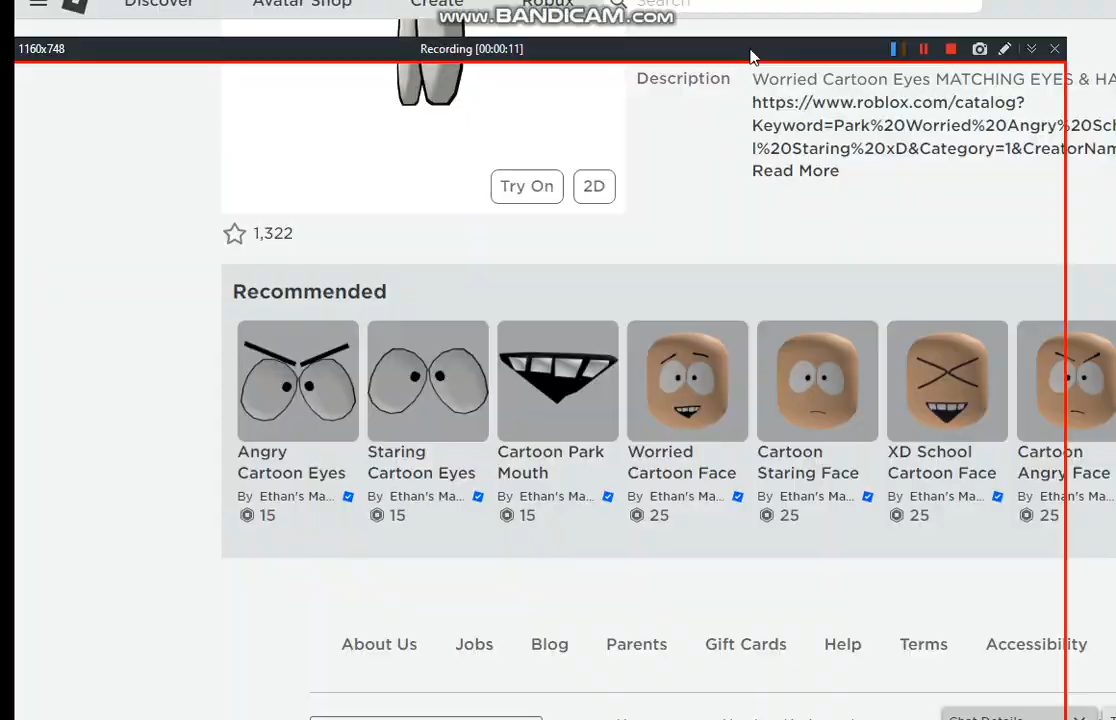 Discover
Avatar Shop
Create
Robux
Search
www.BANDICAM.com
1160x748
Recording [00:00:11]
Description
Worried Cartoon Eyes MATCHING EYES & HA
https://www.roblox.com/catalog?
Keyword=Park%20Worried%20Angry%20Sch
l%20Staring%20xD&Category=1&CreatorNam
Read More
Try On
2D
1,322
Recommended
Angry Cartoon Eyes
By Ethan's Ma...
15
Staring Cartoon Eyes
By Ethan's Ma...
15
Cartoon Park Mouth
By Ethan's Ma...
15
Worried Cartoon Face
By Ethan's Ma...
25
Cartoon Staring Face
By Ethan's Ma...
25
XD School Cartoon Face
By Ethan's Ma...
25
Cartoon Angry Face
By Ethan's Ma...
25
About Us
Jobs
Blog
Parents
Gift Cards
Help
Terms
Accessibility
Chat Details